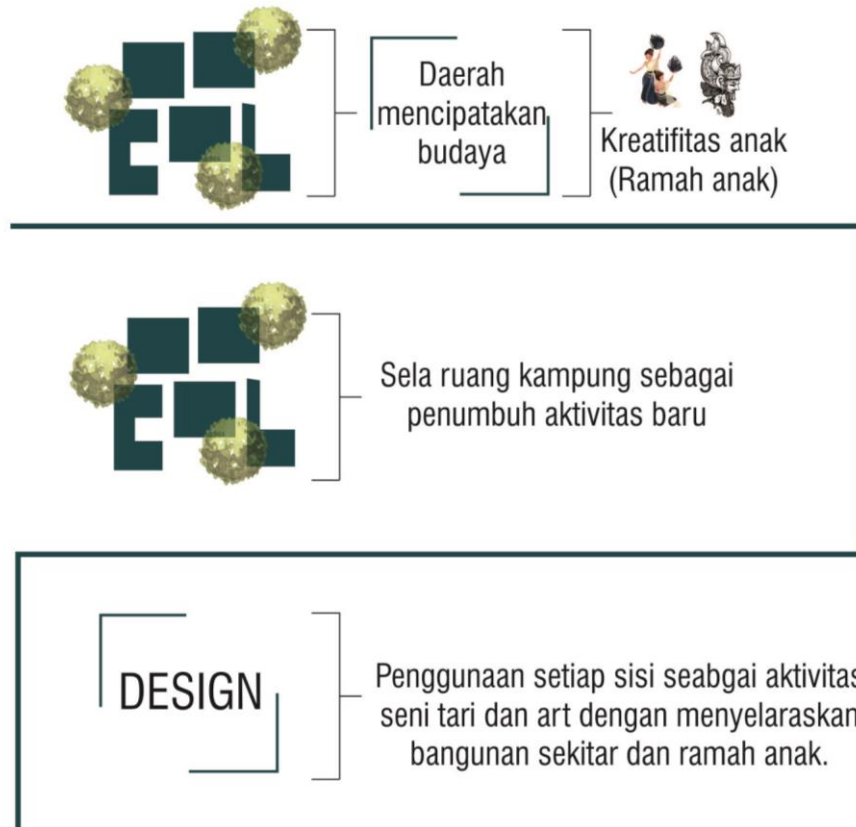 Daerah
mencipatakan
budaya
Kreatifitas anak
(Ramah anak)
Sela ruang kampung sebagai
penumbuh aktivitas baru
DESIGN
Penggunaan setiap sisi seabgai aktivitas
seni tari dan art dengan menyelaraskan
bangunan sekitar dan ramah anak.